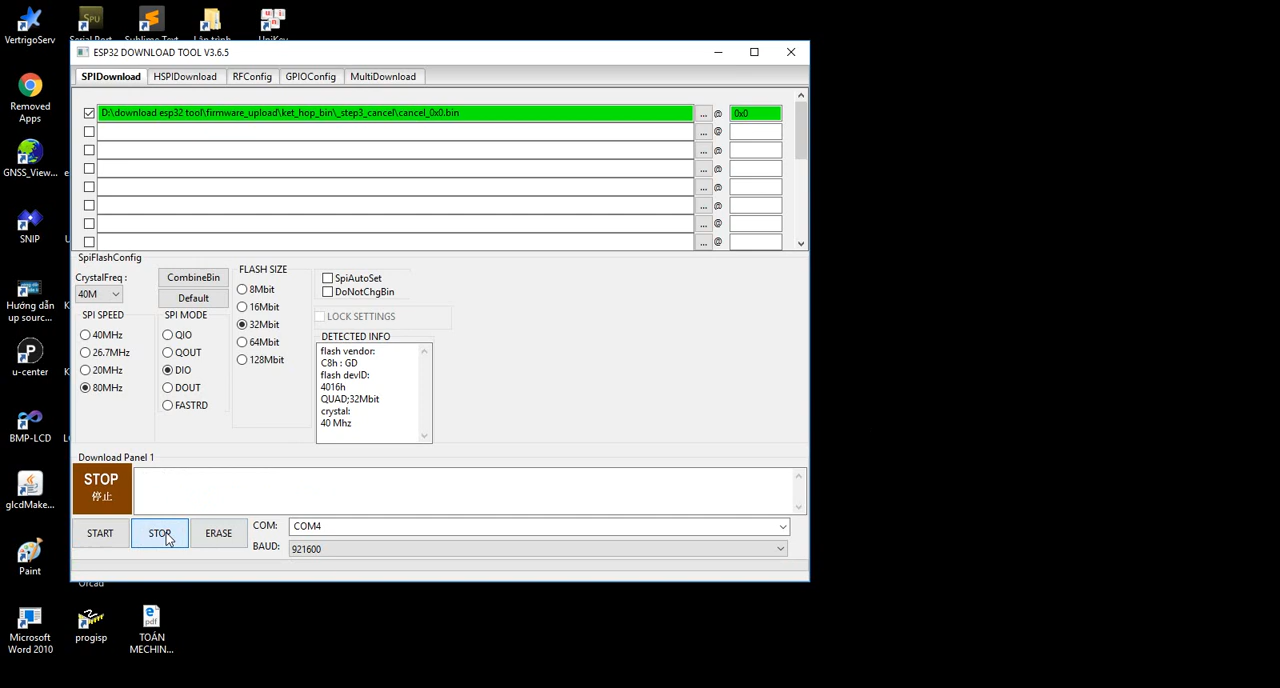 VertrigoServ
Spu
Serial Port
Sublime Text
Lập trình
UniKey
Removed
Apps
GNSS_View...
SNIP
Hướng dẫn
up sourc...
u-center
BMP-LCD
glcdMake...
Paint
Orcad
Microsoft
Word 2010
progisp
TOÁN
MECHIN...
ESP32 DOWNLOAD TOOL V3.6.5
SPIDownload HSPIDownload RFConfig GPIOConfig MultiDownload
D:\download esp32 tool\firmware_upload\ket_hop_bin\_step3_cancel\cancel_0x0.bin ... @ 0x0
... @
... @
... @
... @
... @
... @
... @
SpiFlashConfig
CrystalFreq :
40M
CombineBin
Default
SPI SPEED
40MHz
26.7MHz
20MHz
80MHz
SPI MODE
QIO
QOUT
DIO
DOUT
FASTRD
FLASH SIZE
8Mbit
16Mbit
32Mbit
64Mbit
128Mbit
SpiAutoSet
DoNotChgBin
LOCK SETTINGS
DETECTED INFO
flash vendor:
C8h : GD
flash devID:
4016h
QUAD;32Mbit
crystal:
40 Mhz
Download Panel 1
STOP
停止
START STOP ERASE
COM: COM4
BAUD: 921600